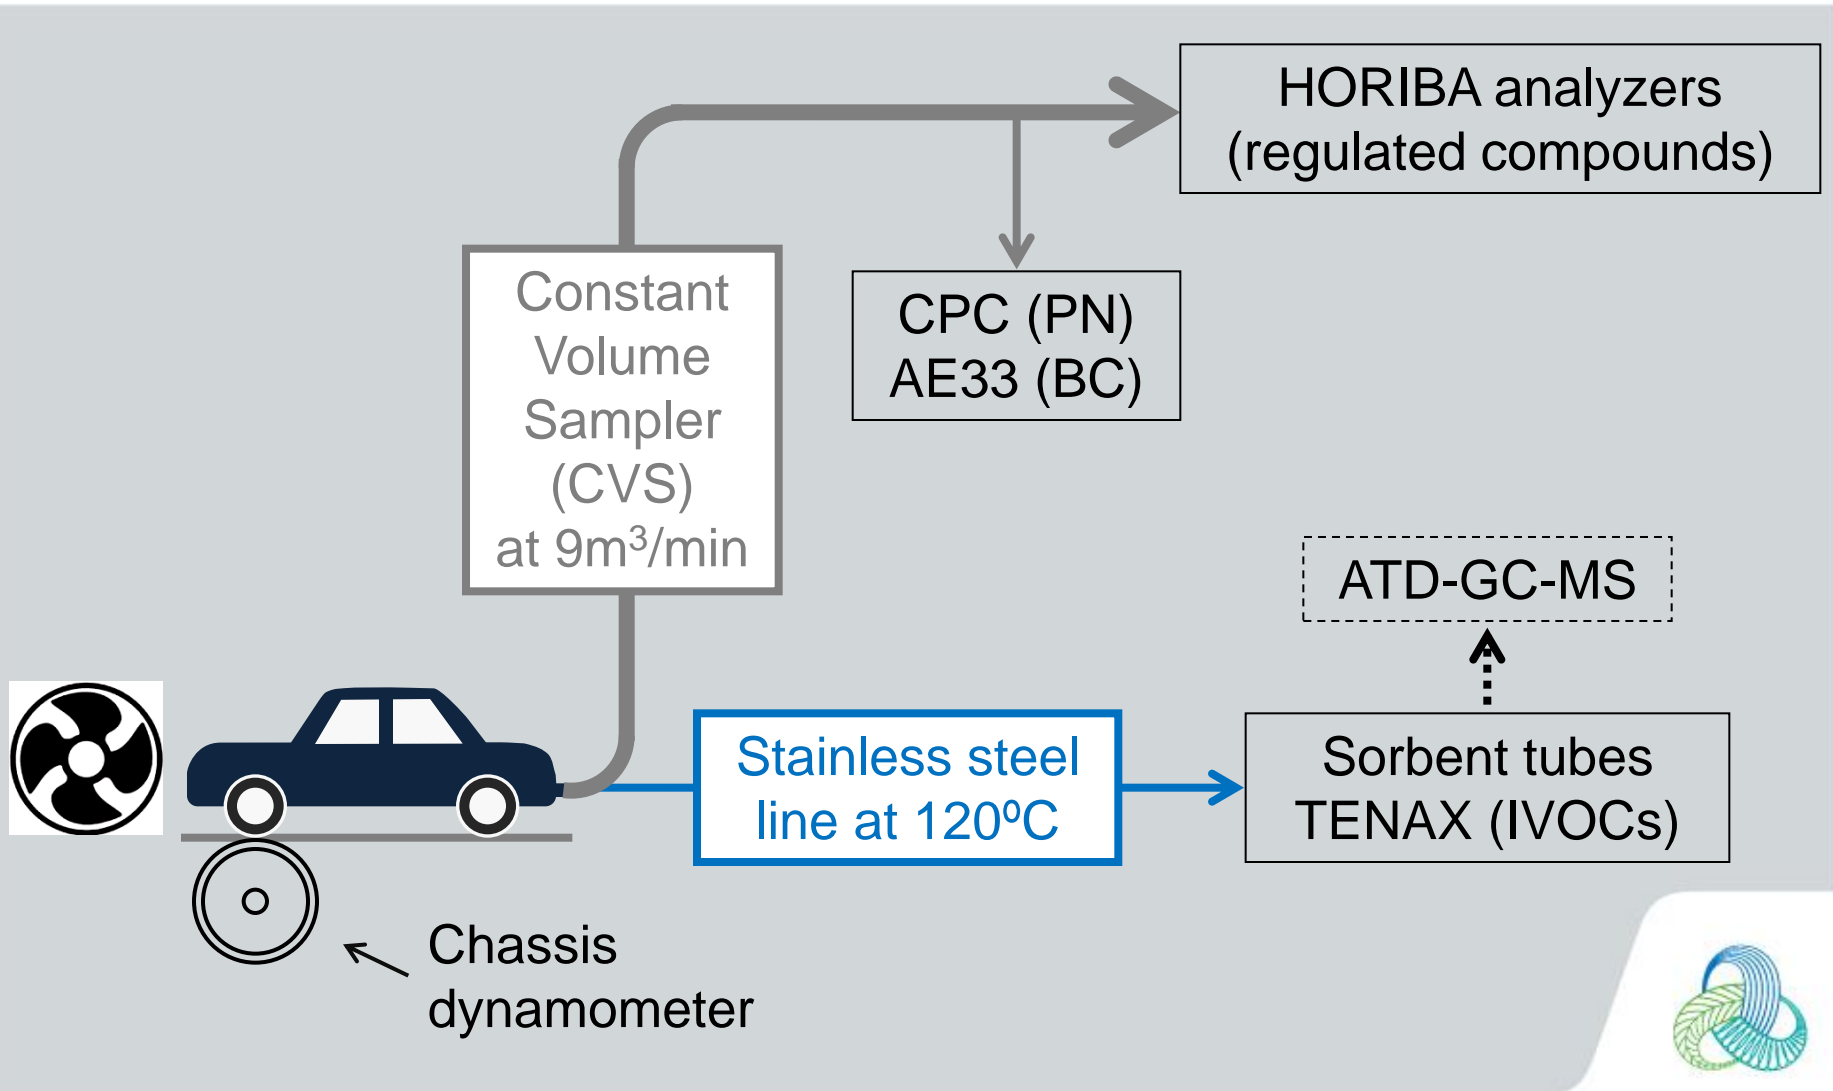 HORIBA analyzers
(regulated compounds)
Constant
Volume
Sampler
(CVS)
at 9m³/min
CPC (PN)
AE33 (BC)
ATD-GC-MS
Stainless steel
line at 120ºC
Sorbent tubes
TENAX (IVOCs)
Chassis
dynamometer